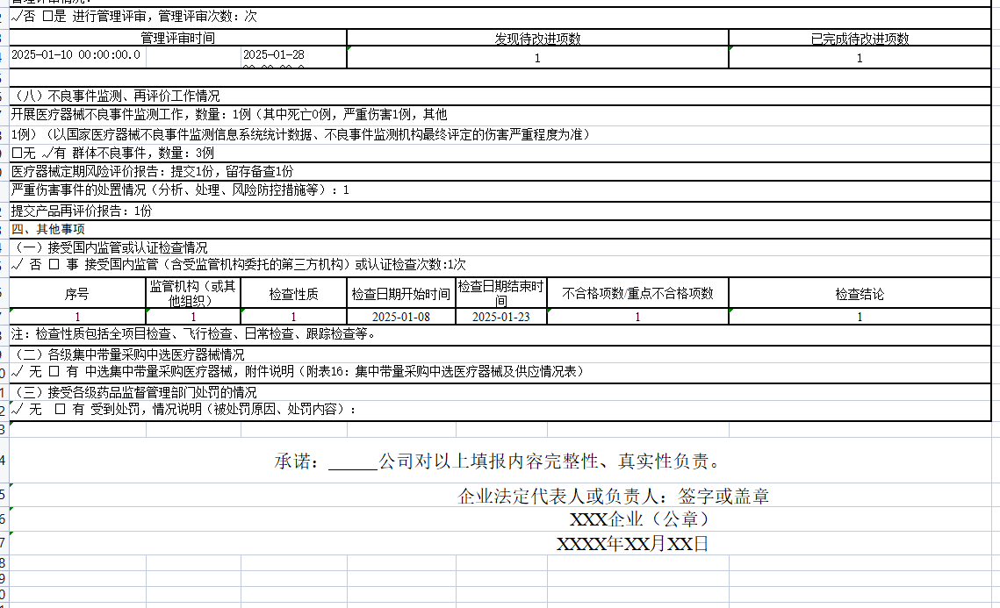 √否 □是 进行管理评审，管理评审次数：次
管理评审时间 发现待改进项数 已完成待改进项数
2025-01-10 00:00:00.0 2025-01-28 1 1
（八）不良事件监测、再评价工作情况
开展医疗器械不良事件监测工作，数量：1例（其中死亡0例，严重伤害1例，其他
1例）（以国家医疗器械不良事件监测信息系统统计数据、不良事件监测机构最终评定的伤害严重程度为准）
□无 √有 群体不良事件，数量：3例
医疗器械定期风险评价报告：提交1份，留存备查1份
严重伤害事件的处置情况（分析、处理、风险防控措施等）：1
提交产品再评价报告：1份
四、其他事项
（一）接受国内监管或认证检查情况
√ 否 □ 事 接受国内监管（含受监管机构委托的第三方机构）或认证检查次数:1次
序号 监管机构（或其他组织） 检查性质 检查日期开始时间 检查日期结束时间 不合格项数/重点不合格项数 检查结论
1 1 1 2025-01-08 2025-01-23 1 1
注：检查性质包括全项目检查、飞行检查、日常检查、跟踪检查等。
（二）各级集中带量采购中选医疗器械情况
√ 无 □ 有 中选集中带量采购医疗器械，附件说明（附表16：集中带量采购中选医疗器械及供应情况表）
（三）接受各级药品监督管理部门处罚的情况
√ 无 □ 有 受到处罚，情况说明（被处罚原因、处罚内容）：
承诺：_____公司对以上填报内容完整性、真实性负责。
企业法定代表人或负责人：签字或盖章
XXX企业（公章）
XXXX年XX月XX日